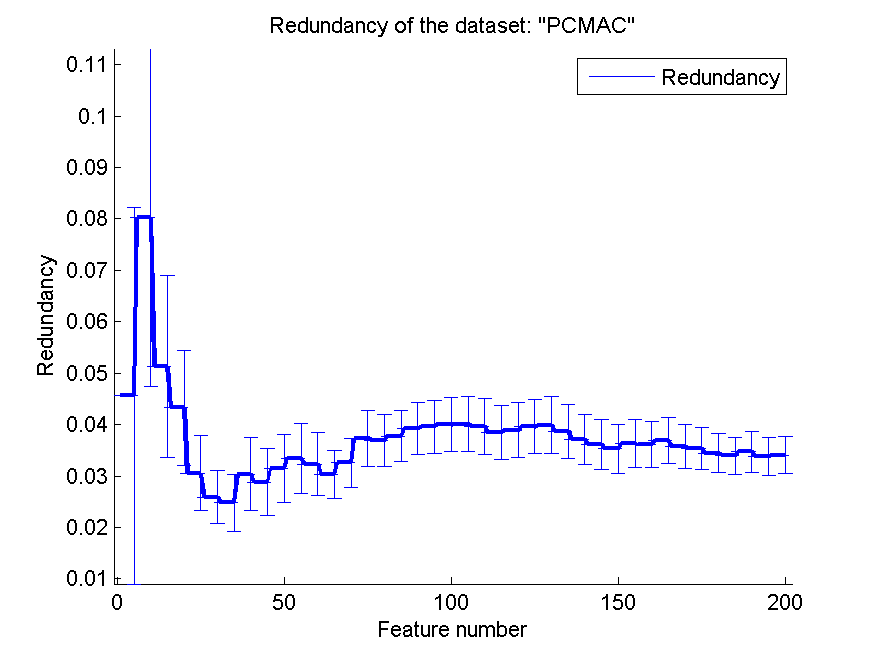 Redundancy of the dataset: "PCMAC"
Redundancy
0.11
0.1
0.09
0.08
0.07
0.06
0.05
0.04
0.03
0.02
0.01
Redundancy
0 50 100 150 200
Feature number